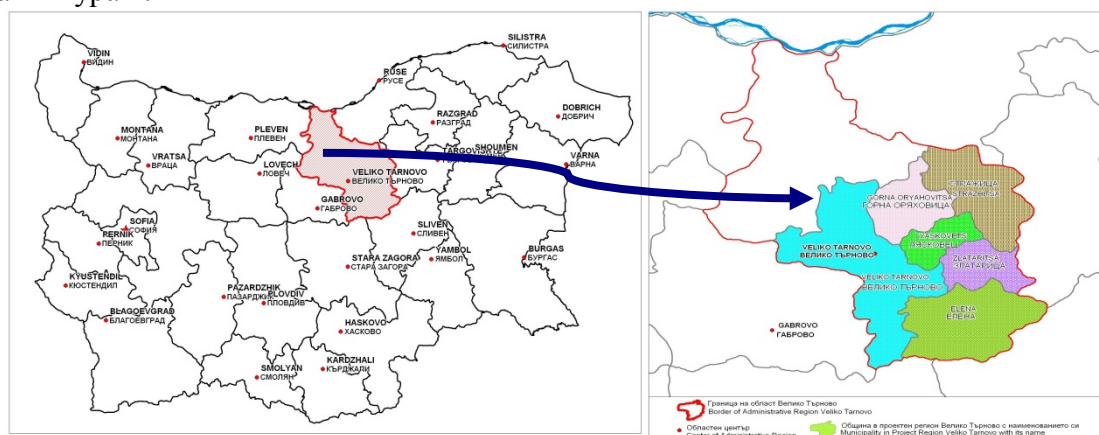 VIDIN
ВИДИН
SILISTRA
СИЛИСТРА
RUSE
РУСЕ
DOBRICH
ДОБРИЧ
RAZGRAD
РАЗГРАД
MONTANA
МОНТАНА
PLEVEN
ПЛЕВЕН
SHOUMEN
VARNA
ВАРНА
VRATSA
ВРАЦА
LOVECH
ЛОВЕЧ
VELIKO TARNOVO
ВЕЛИКО ТЪРНОВО
GABROVO
ГАБРОВО
SOFIA
СОФИЯ
PERNIK
ПЕРНИК
SLIVEN
СЛИВЕН
YAMBOL
ЯМБОЛ
BURGAS
БУРГАС
STARA ZAGORA
СТАРА ЗАГОРА
KYUSTENDIL
КЮСТЕНДИЛ
PAZARDZHIK
ПАЗАРДЖИК
PLOVDIV
ПЛОВДИВ
BLAGOEVGRAD
БЛАГОЕВГРАД
HASKOVO
ХАСКОВО
KARDZHALI
КЪРДЖАЛИ
SMOLYAN
СМОЛЯН
СТРАЖИЦА
STRAZHITSA
GORNA ORYAHOVITSA
ГОРНА ОРЯХОВИЦА
ЛЯСКОВЕЦ
VELIKO TARNOVO
ВЕЛИКО ТЪРНОВО
ZLATARITSA
ЗЛАТАРИЦА
VELIKO TARNOVO
ВЕЛИКО ТЪРНОВО
ELENA
ЕЛЕНА
GABROVO
ГАБРОВО
Граница на област Велико Търново
Border of Administrative Region Veliko Tarnovo
Областен център
Center of Administrative Region
Община в проектен регион Велико Търново с наименованието си
Municipality in Project Region Veliko Tarnovo with its name